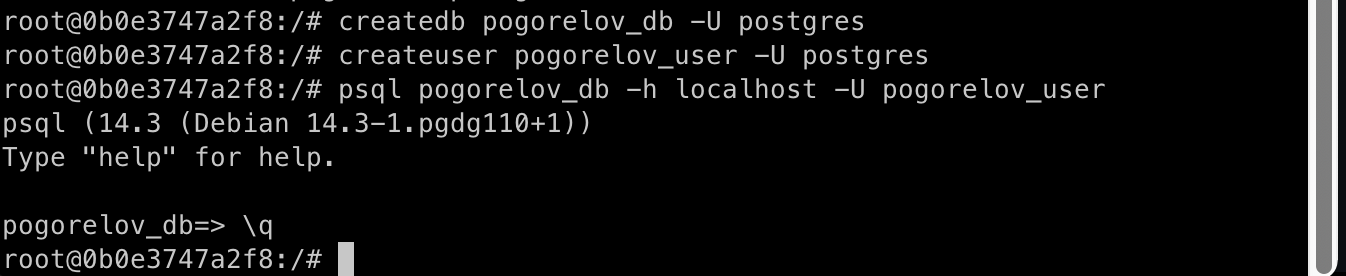 root@0b0e3747a2f8:/# createdb pogorelov_db -U postgres
root@0b0e3747a2f8:/# createuser pogorelov_user -U postgres
root@0b0e3747a2f8:/# psql pogorelov_db -h localhost -U pogorelov_user
psql (14.3 (Debian 14.3-1.pgdg110+1))
Type "help" for help.
pogorelov_db=> \q
root@0b0e3747a2f8:/#